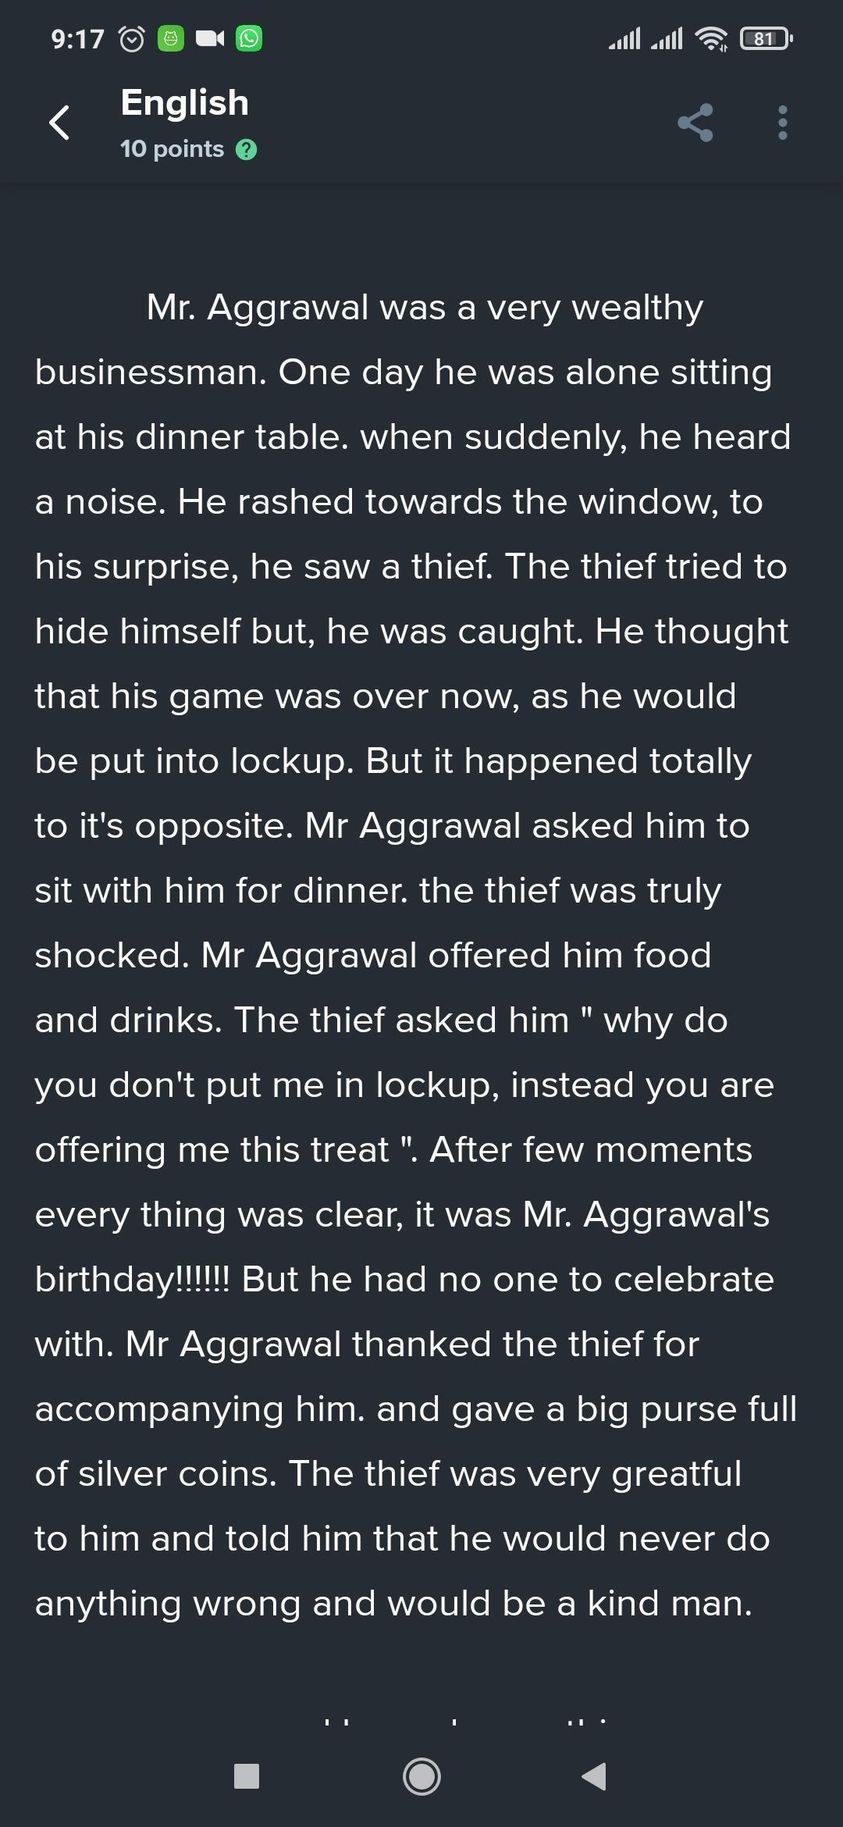 9:17
81
English
10 points ?
Mr. Aggrawal was a very wealthy
businessman. One day he was alone sitting
at his dinner table. when suddenly, he heard
a noise. He rashed towards the window, to
his surprise, he saw a thief. The thief tried to
hide himself but, he was caught. He thought
that his game was over now, as he would
be put into lockup. But it happened totally
to it's opposite. Mr Aggrawal asked him to
sit with him for dinner. the thief was truly
shocked. Mr Aggrawal offered him food
and drinks. The thief asked him " why do
you don't put me in lockup, instead you are
offering me this treat ". After few moments
every thing was clear, it was Mr. Aggrawal's
birthday!!!!!! But he had no one to celebrate
with. Mr Aggrawal thanked the thief for
accompanying him. and gave a big purse full
of silver coins. The thief was very greatful
to him and told him that he would never do
anything wrong and would be a kind man.